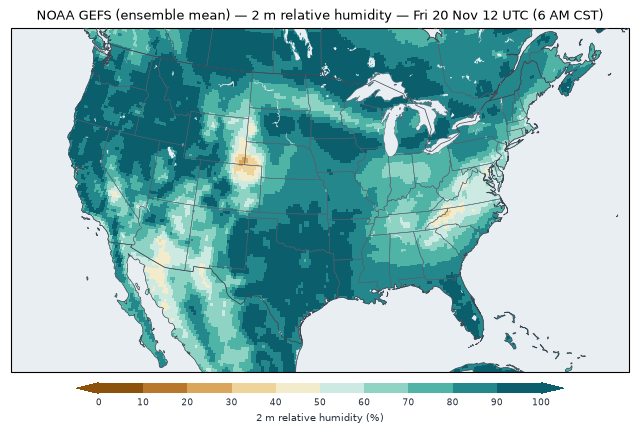 NOAA GEFS (ensemble mean) — 2 m relative humidity — Fri 20 Nov 12 UTC (6 AM CST)
0 10 20 30 40 50 60 70 80 90 100
2 m relative humidity (%)